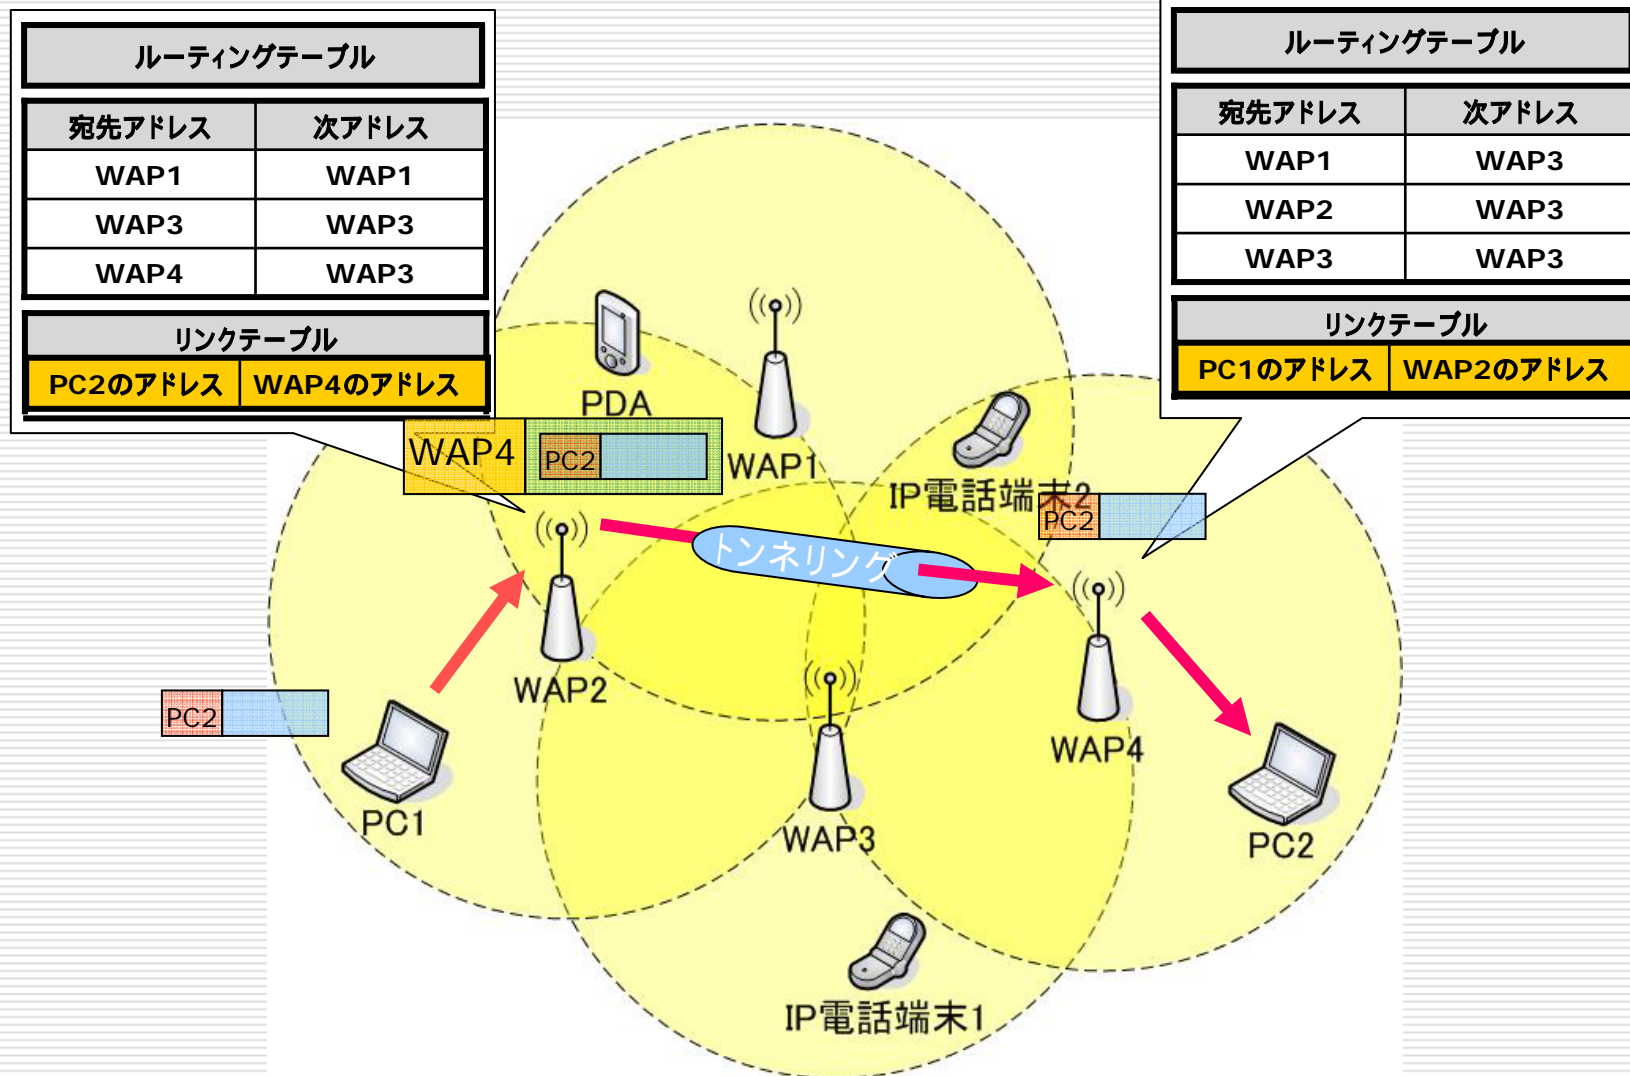 ルーティングテーブル
宛先アドレス 次アドレス
WAP1 WAP1
WAP3 WAP3
WAP4 WAP3
リンクテーブル
PC2のアドレス WAP4のアドレス
ルーティングテーブル
宛先アドレス 次アドレス
WAP1 WAP3
WAP2 WAP3
WAP3 WAP3
リンクテーブル
PC1のアドレス WAP2のアドレス
PDA
WAP4 PC2
WAP1
IP電話端末2
PC2
トンネリング
WAP2
PC2
WAP4
PC1
WAP3
PC2
IP電話端末1